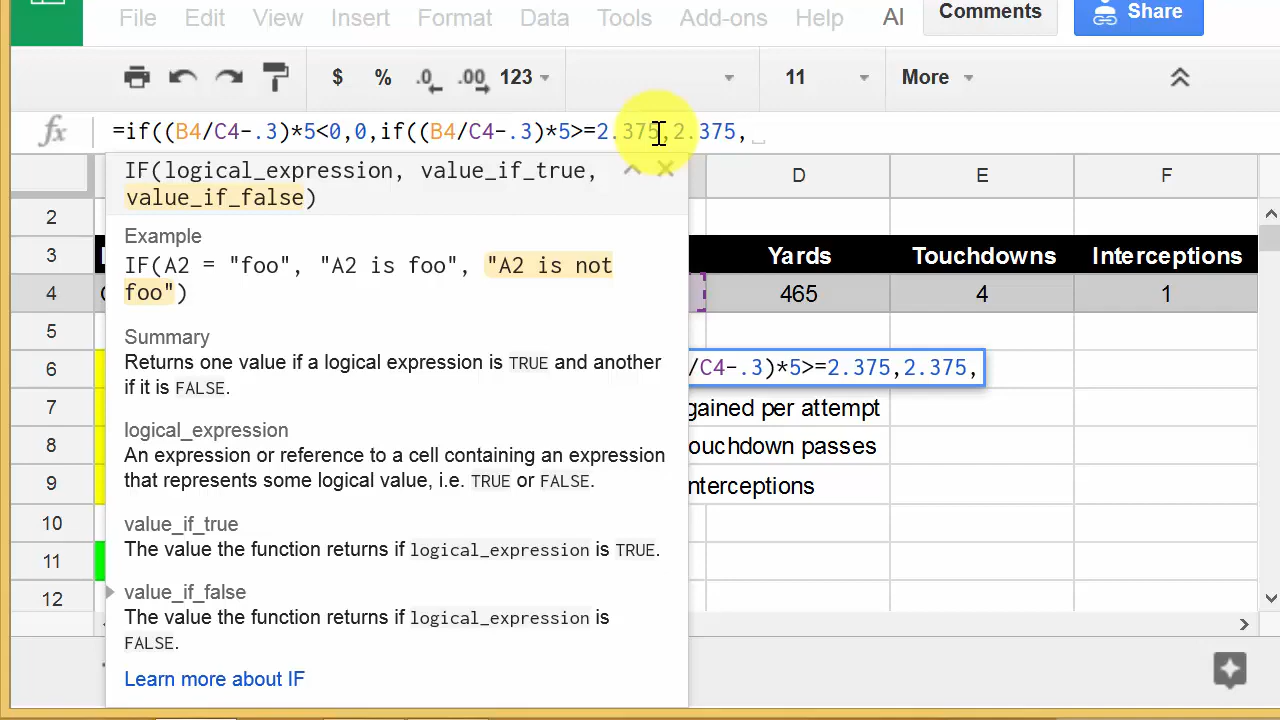 File Edit View Insert Format Data Tools Add-ons Help AI Comments Share
$ % .0 .00 123 11 More
fx =if((B4/C4-.3)*5<0,0,if((B4/C4-.3)*5>=2.375,2.375,
IF(logical_expression, value_if_true,
value_if_false)
D E F
2
3 Yards Touchdowns Interceptions
4 465 4 1
5
6 /C4-.3)*5>=2.375,2.375,
7 gained per attempt
8 ouchdown passes
9 nterceptions
10
11
12
Example
IF(A2 = "foo", "A2 is foo", "A2 is not
foo")
Summary
Returns one value if a logical expression is TRUE and another
if it is FALSE.
logical_expression
An expression or reference to a cell containing an expression
that represents some logical value, i.e. TRUE or FALSE.
value_if_true
The value the function returns if logical_expression is TRUE.
value_if_false
The value the function returns if logical_expression is
FALSE.
Learn more about IF